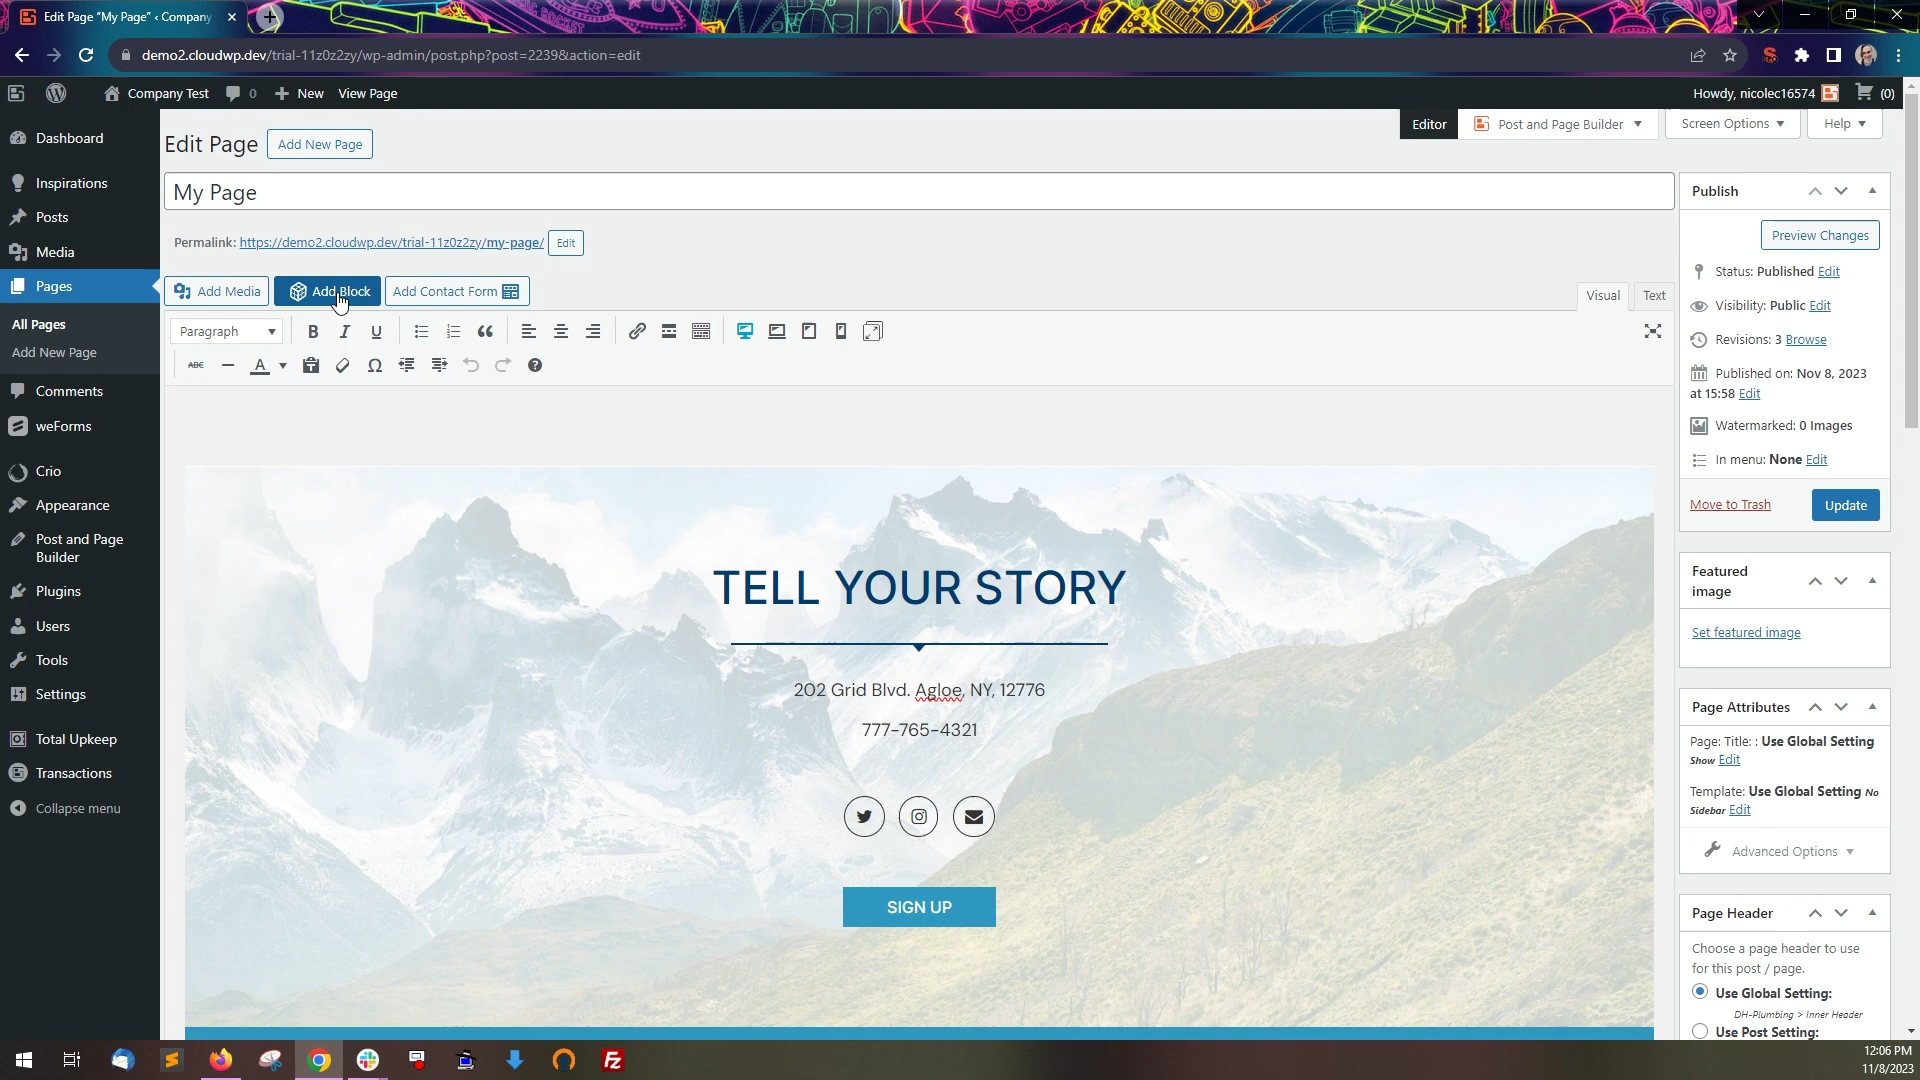 Edit Page "My Page" ‹ Company
demo2.cloudwp.dev/trial-11z0z2zy/wp-admin/post.php?post=2239&action=edit
Company Test
0
New
View Page
Howdy, nicolec16574
(0)
Dashboard
Inspirations
Posts
Media
Pages
All Pages
Add New Page
Comments
weForms
Crio
Appearance
Post and Page
Builder
Plugins
Users
Tools
Settings
Total Upkeep
Transactions
Collapse menu
Editor
Post and Page Builder
Screen Options
Help
Edit Page
Add New Page
My Page
Permalink: https://demo2.cloudwp.dev/trial-11z0z2zy/my-page/
Edit
Add Media
Add Block
Add Contact Form
Visual
Text
Paragraph
B I U
ABC
A
Ω
TELL YOUR STORY
202 Grid Blvd. Agloe, NY, 12776
777-765-4321
SIGN UP
Publish
Preview Changes
Status: Published Edit
Visibility: Public Edit
Revisions: 3 Browse
Published on: Nov 8, 2023
at 15:58 Edit
Watermarked: 0 Images
In menu: None Edit
Move to Trash
Update
Featured
image
Set featured image
Page Attributes
Page: Title: : Use Global Setting
Show Edit
Template: Use Global Setting No
Sidebar Edit
Advanced Options
Page Header
Choose a page header to use
for this post / page.
Use Global Setting:
DH-Plumbing > Inner Header
Use Post Setting:
12:06 PM
11/8/2023